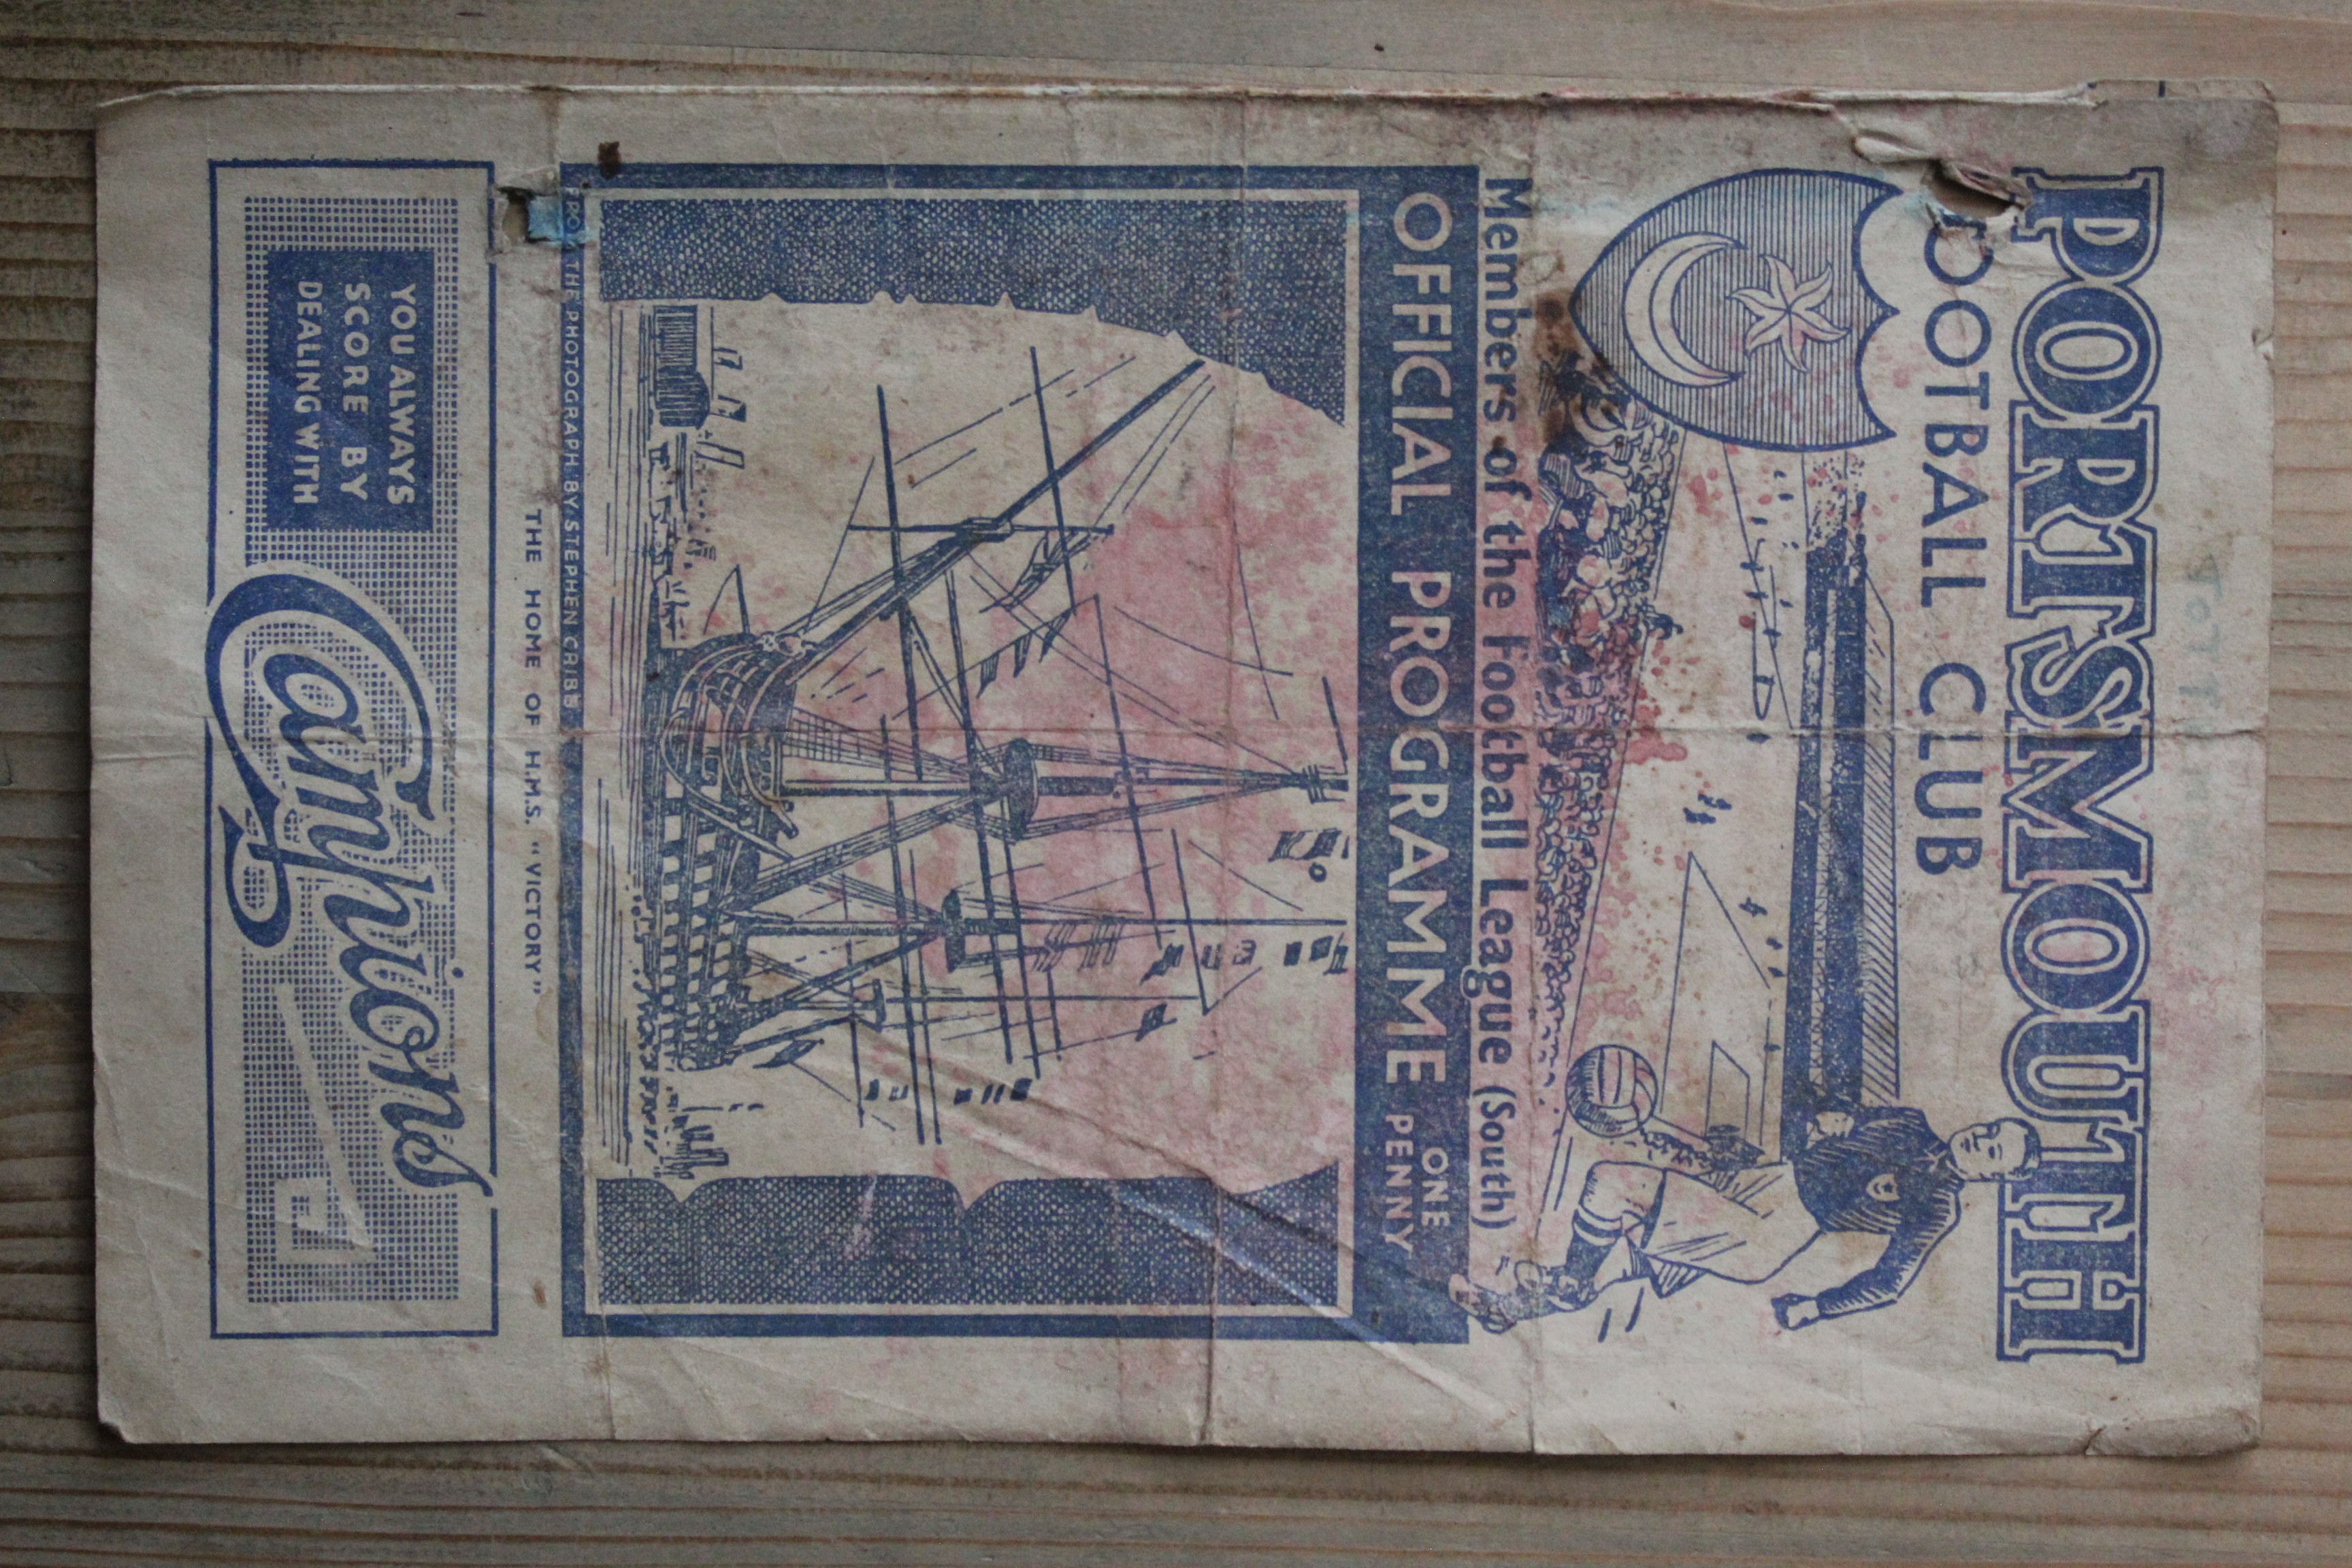 PORTSMOUTH
FOOTBALL CLUB
Members of the Football League (South)
OFFICIAL PROGRAMME ONE PENNY
THE PHOTOGRAPH BY STEPHEN CRIBB
THE HOME OF H.M.S. "VICTORY"
YOU ALWAYS
SCORE BY
DEALING WITH
Campions